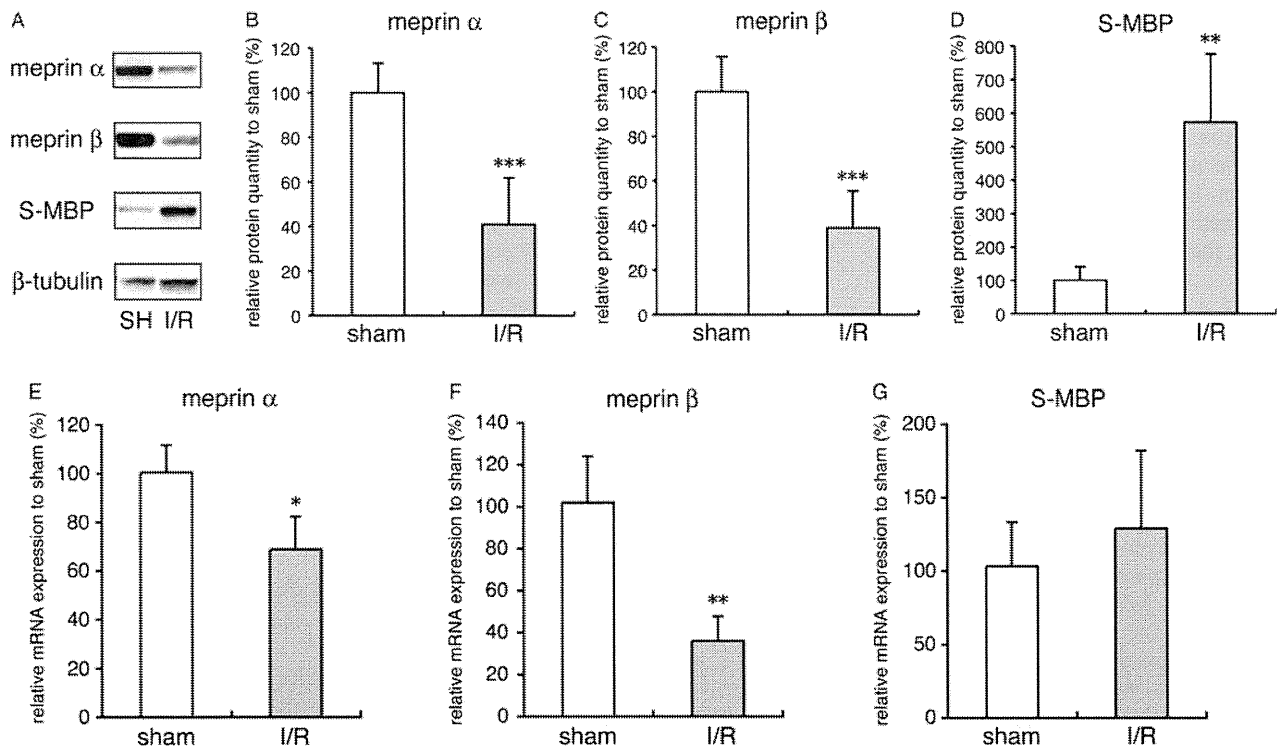 A
meprin α
meprin β
S-MBP
β-tubulin
SH I/R
B
meprin α
relative protein quantity to sham (%)
120
100
80
60
40
20
0
***
sham I/R
C
meprin β
relative protein quantity to sham (%)
120
100
80
60
40
20
0
***
sham I/R
D
S-MBP
relative protein quantity to sham (%)
800
700
600
500
400
300
200
100
0
**
sham I/R
E
meprin α
relative mRNA expression to sham (%)
120
100
80
60
40
20
0
*
sham I/R
F
meprin β
relative mRNA expression to sham (%)
140
120
100
80
60
40
20
0
**
sham I/R
G
S-MBP
relative mRNA expression to sham (%)
200
150
100
50
0
sham I/R